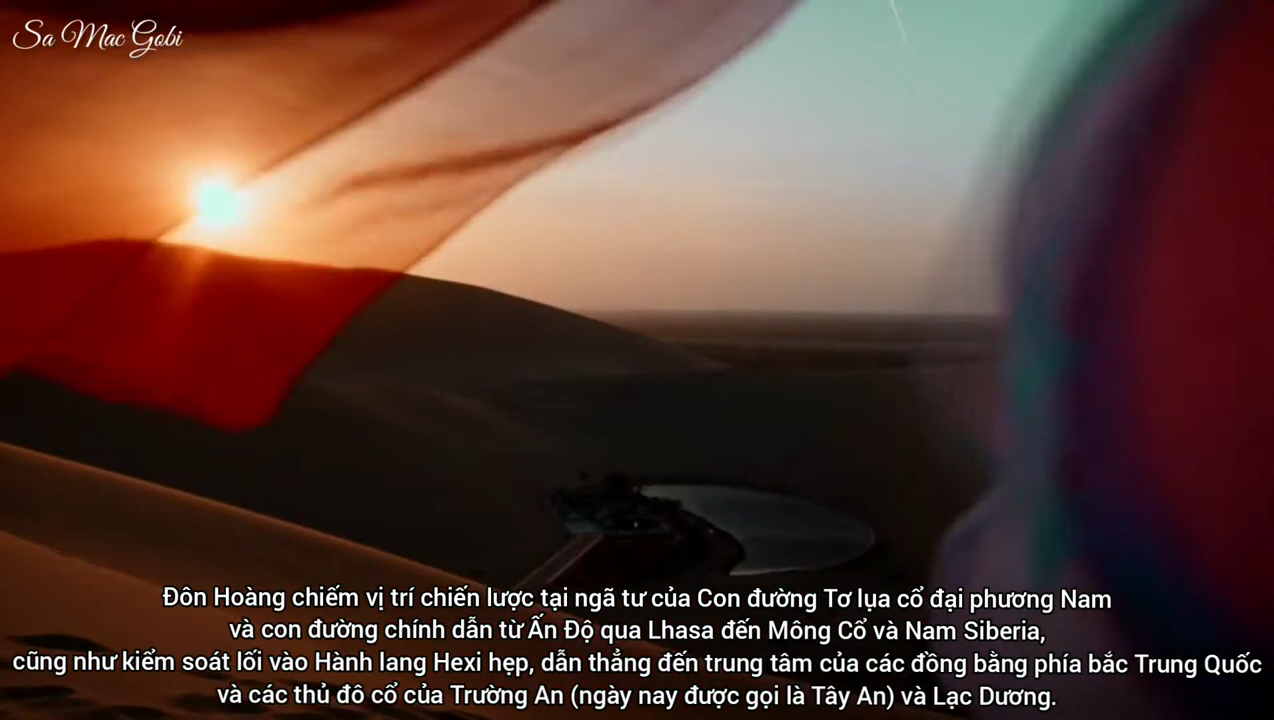 Sa Mac Gobi
Đôn Hoàng chiếm vị trí chiến lược tại ngã tư của Con đường Tơ lụa cổ đại phương Nam
và con đường chính dẫn từ Ấn Độ qua Lhasa đến Mông Cổ và Nam Siberia,
cũng như kiểm soát lối vào Hành lang Hexi hẹp, dẫn thẳng đến trung tâm của các đồng bằng phía bắc Trung Quốc
và các thủ đô cổ của Trường An (ngày nay được gọi là Tây An) và Lạc Dương.